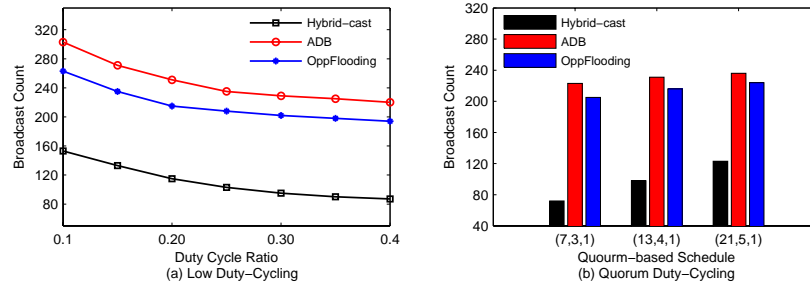 320
280
240
200
160
120
80
Broadcast Count
Hybrid−cast
ADB
OppFlooding
0.1
0.20
0.30
0.4
Duty Cycle Ratio
(a) Low Duty−Cycling
320
280
240
200
160
120
80
40
Broadcast Count
Hybrid−cast
ADB
OppFlooding
(7,3,1)
(13,4,1)
(21,5,1)
Quourm−based Schedule
(b) Quorum Duty−Cycling